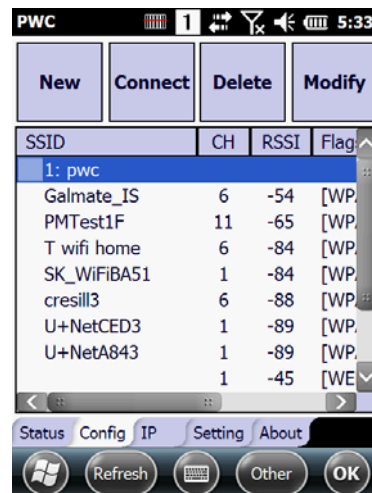 PWC 1 5:33
New Connect Delete Modify
SSID CH RSSI Flag
1: pwc
Galmate_IS 6 -54 [WP
PMTest1F 11 -65 [WP
T wifi home 6 -84 [WP
SK_WiFiBA51 1 -84 [WP
cresill3 6 -88 [WP
U+NetCED3 1 -89 [WP
U+NetA843 1 -89 [WP
1 -45 [WE
Status Config IP Setting About
Refresh Other OK